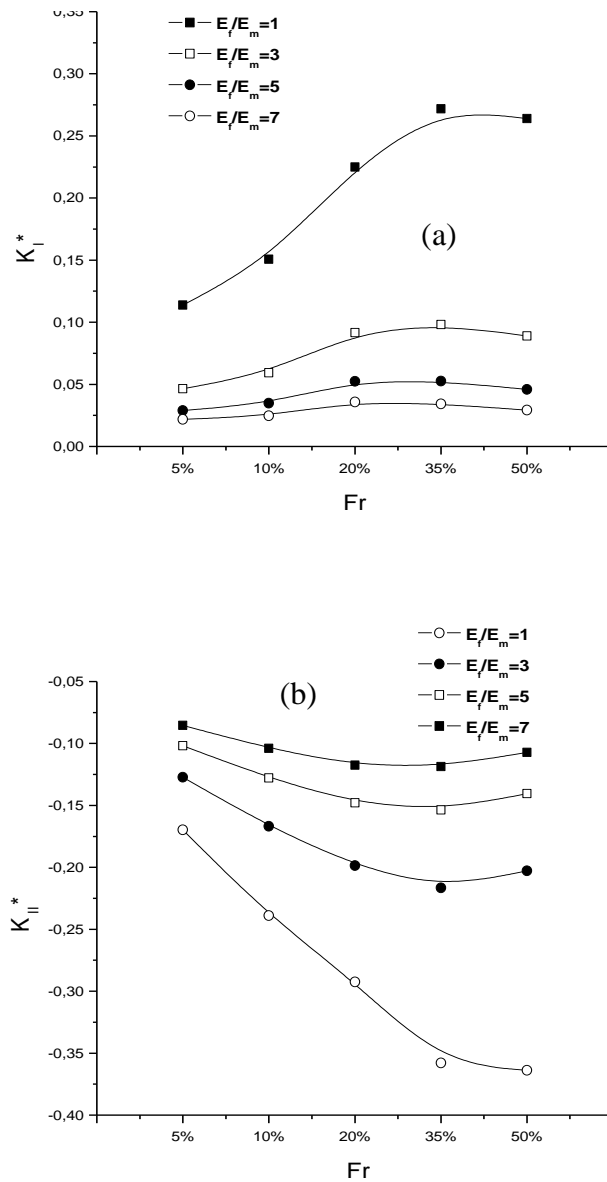 0,35
E_f/E_m=1
E_f/E_m=3
E_f/E_m=5
E_f/E_m=7
0,30
0,25
0,20
0,15
0,10
0,05
0,00
K_I^*
(a)
5% 10% 20% 35% 50%
Fr
E_f/E_m=1
E_f/E_m=3
E_f/E_m=5
E_f/E_m=7
(b)
-0,05
-0,10
-0,15
-0,20
-0,25
-0,30
-0,35
-0,40
K_II^*
5% 10% 20% 35% 50%
Fr